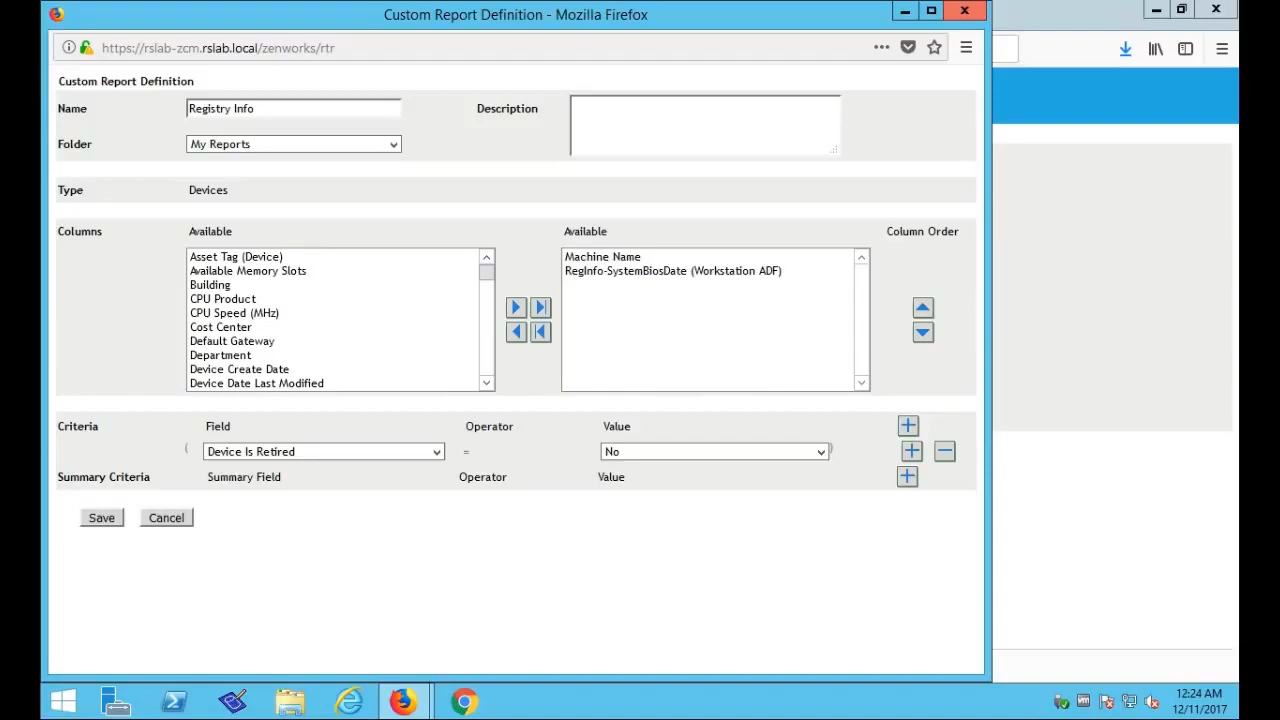 Custom Report Definition - Mozilla Firefox
https://rslab-zcm.rslab.local/zenworks/rtr
Custom Report Definition
Name
Registry Info
Description
Folder
My Reports
Type
Devices
Columns
Available
Available
Column Order
Asset Tag (Device)
Available Memory Slots
Building
CPU Product
CPU Speed (MHz)
Cost Center
Default Gateway
Department
Device Create Date
Device Date Last Modified
Machine Name
RegInfo-SystemBiosDate (Workstation ADF)
Criteria
Field
Operator
Value
(
Device Is Retired
=
No
)
Summary Criteria
Summary Field
Operator
Value
Save
Cancel
12:24 AM
12/11/2017